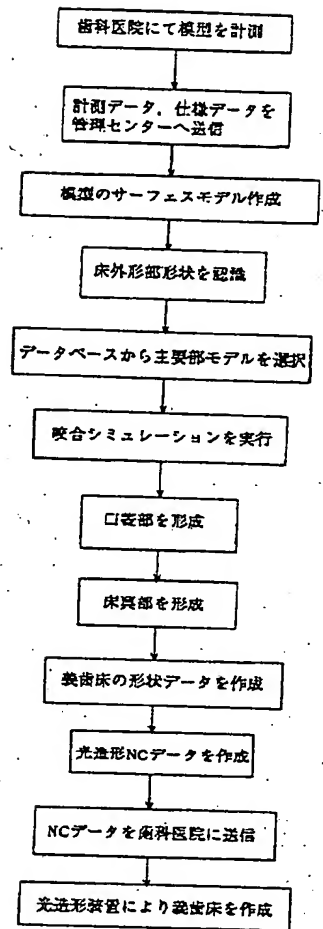 歯科医院にて模型を計測
計測データ，仕様データを
管理センターへ送信
模型のサーフェスモデル作成
床外形部形状を認識
データベースから主要部モデルを選択
咬合シミュレーションを実行
口蓋部を形成
床翼部を形成
義歯床の形状データを作成
光造形NCデータを作成
NCデータを歯科医院に送信
光造形装置により義歯床を作成